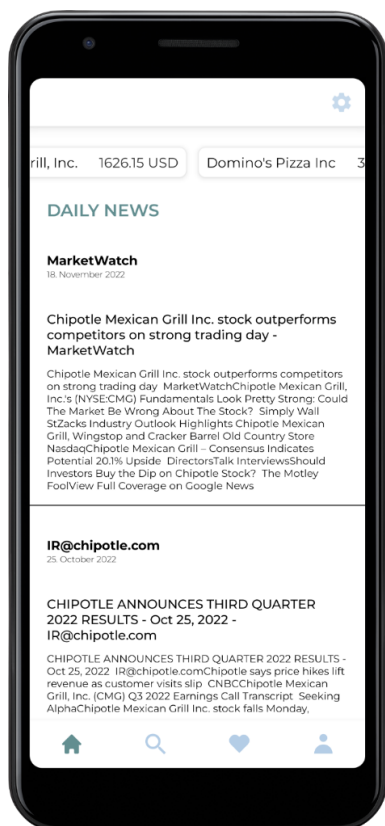 rill, Inc. 1626.15 USD Domino's Pizza Inc 3
DAILY NEWS
MarketWatch
18. November 2022
Chipotle Mexican Grill Inc. stock outperforms
competitors on strong trading day -
MarketWatch
Chipotle Mexican Grill Inc. stock outperforms competitors
on strong trading day MarketWatchChipotle Mexican Grill,
Inc.'s (NYSE:CMG) Fundamentals Look Pretty Strong: Could
The Market Be Wrong About The Stock? Simply Wall
StZacks Industry Outlook Highlights Chipotle Mexican
Grill, Wingstop and Cracker Barrel Old Country Store
NasdaqChipotle Mexican Grill – Consensus Indicates
Potential 20.1% Upside DirectorsTalk InterviewsShould
Investors Buy the Dip on Chipotle Stock? The Motley
FoolView Full Coverage on Google News
IR@chipotle.com
25. October 2022
CHIPOTLE ANNOUNCES THIRD QUARTER
2022 RESULTS - Oct 25, 2022 -
IR@chipotle.com
CHIPOTLE ANNOUNCES THIRD QUARTER 2022 RESULTS -
Oct 25, 2022 IR@chipotle.comChipotle says price hikes lift
revenue as customer visits slip CNBCChipotle Mexican
Grill, Inc. (CMG) Q3 2022 Earnings Call Transcript Seeking
AlphaChipotle Mexican Grill Inc. stock falls Monday,